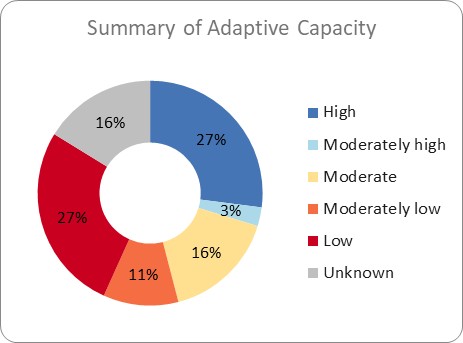 Summary of Adaptive Capacity
16%
27%
3%
27%
16%
11%
High
Moderately high
Moderate
Moderately low
Low
Unknown